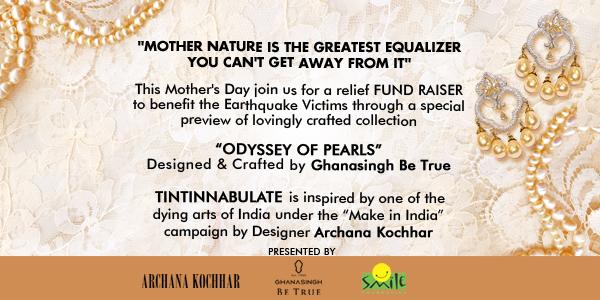 "MOTHER NATURE IS THE GREATEST EQUALIZER
YOU CAN'T GET AWAY FROM IT"
This Mother's Day join us for a relief FUND RAISER
to benefit the Earthquake Victims through a special
preview of lovingly crafted collection
“ODYSSEY OF PEARLS”
Designed & Crafted by Ghanasingh Be True
TINTINNABULATE is inspired by one of the
dying arts of India under the “Make in India”
campaign by Designer Archana Kochhar
PRESENTED BY
ARCHANA KOCHHAR
GHANASINGH
BE TRUE
Smile